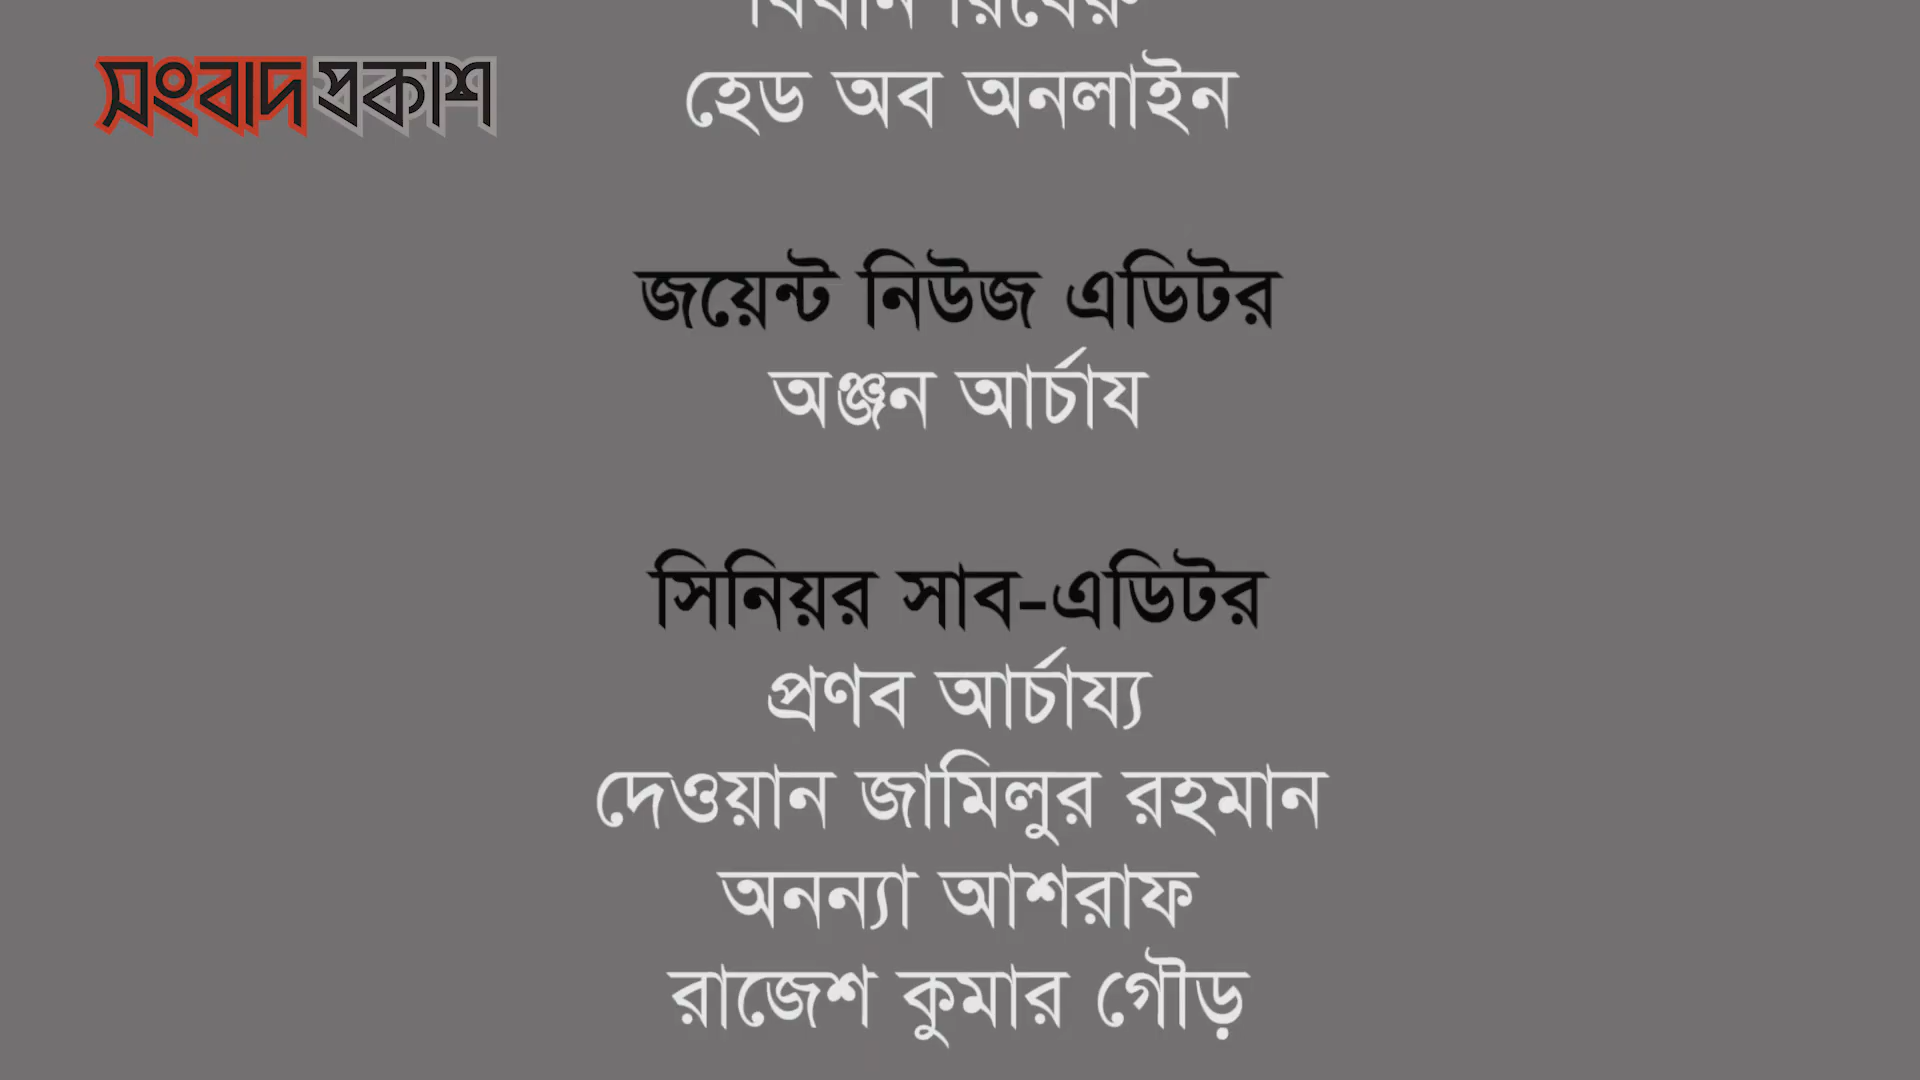 সংবাদ প্রকাশ
হেড অব অনলাইন
জয়েন্ট নিউজ এডিটর
অঞ্জন আর্চায
সিনিয়র সাব-এডিটর
প্রণব আর্চায্য
দেওয়ান জামিলুর রহমান
অনন্যা আশরাফ
রাজেশ কুমার গৌড়